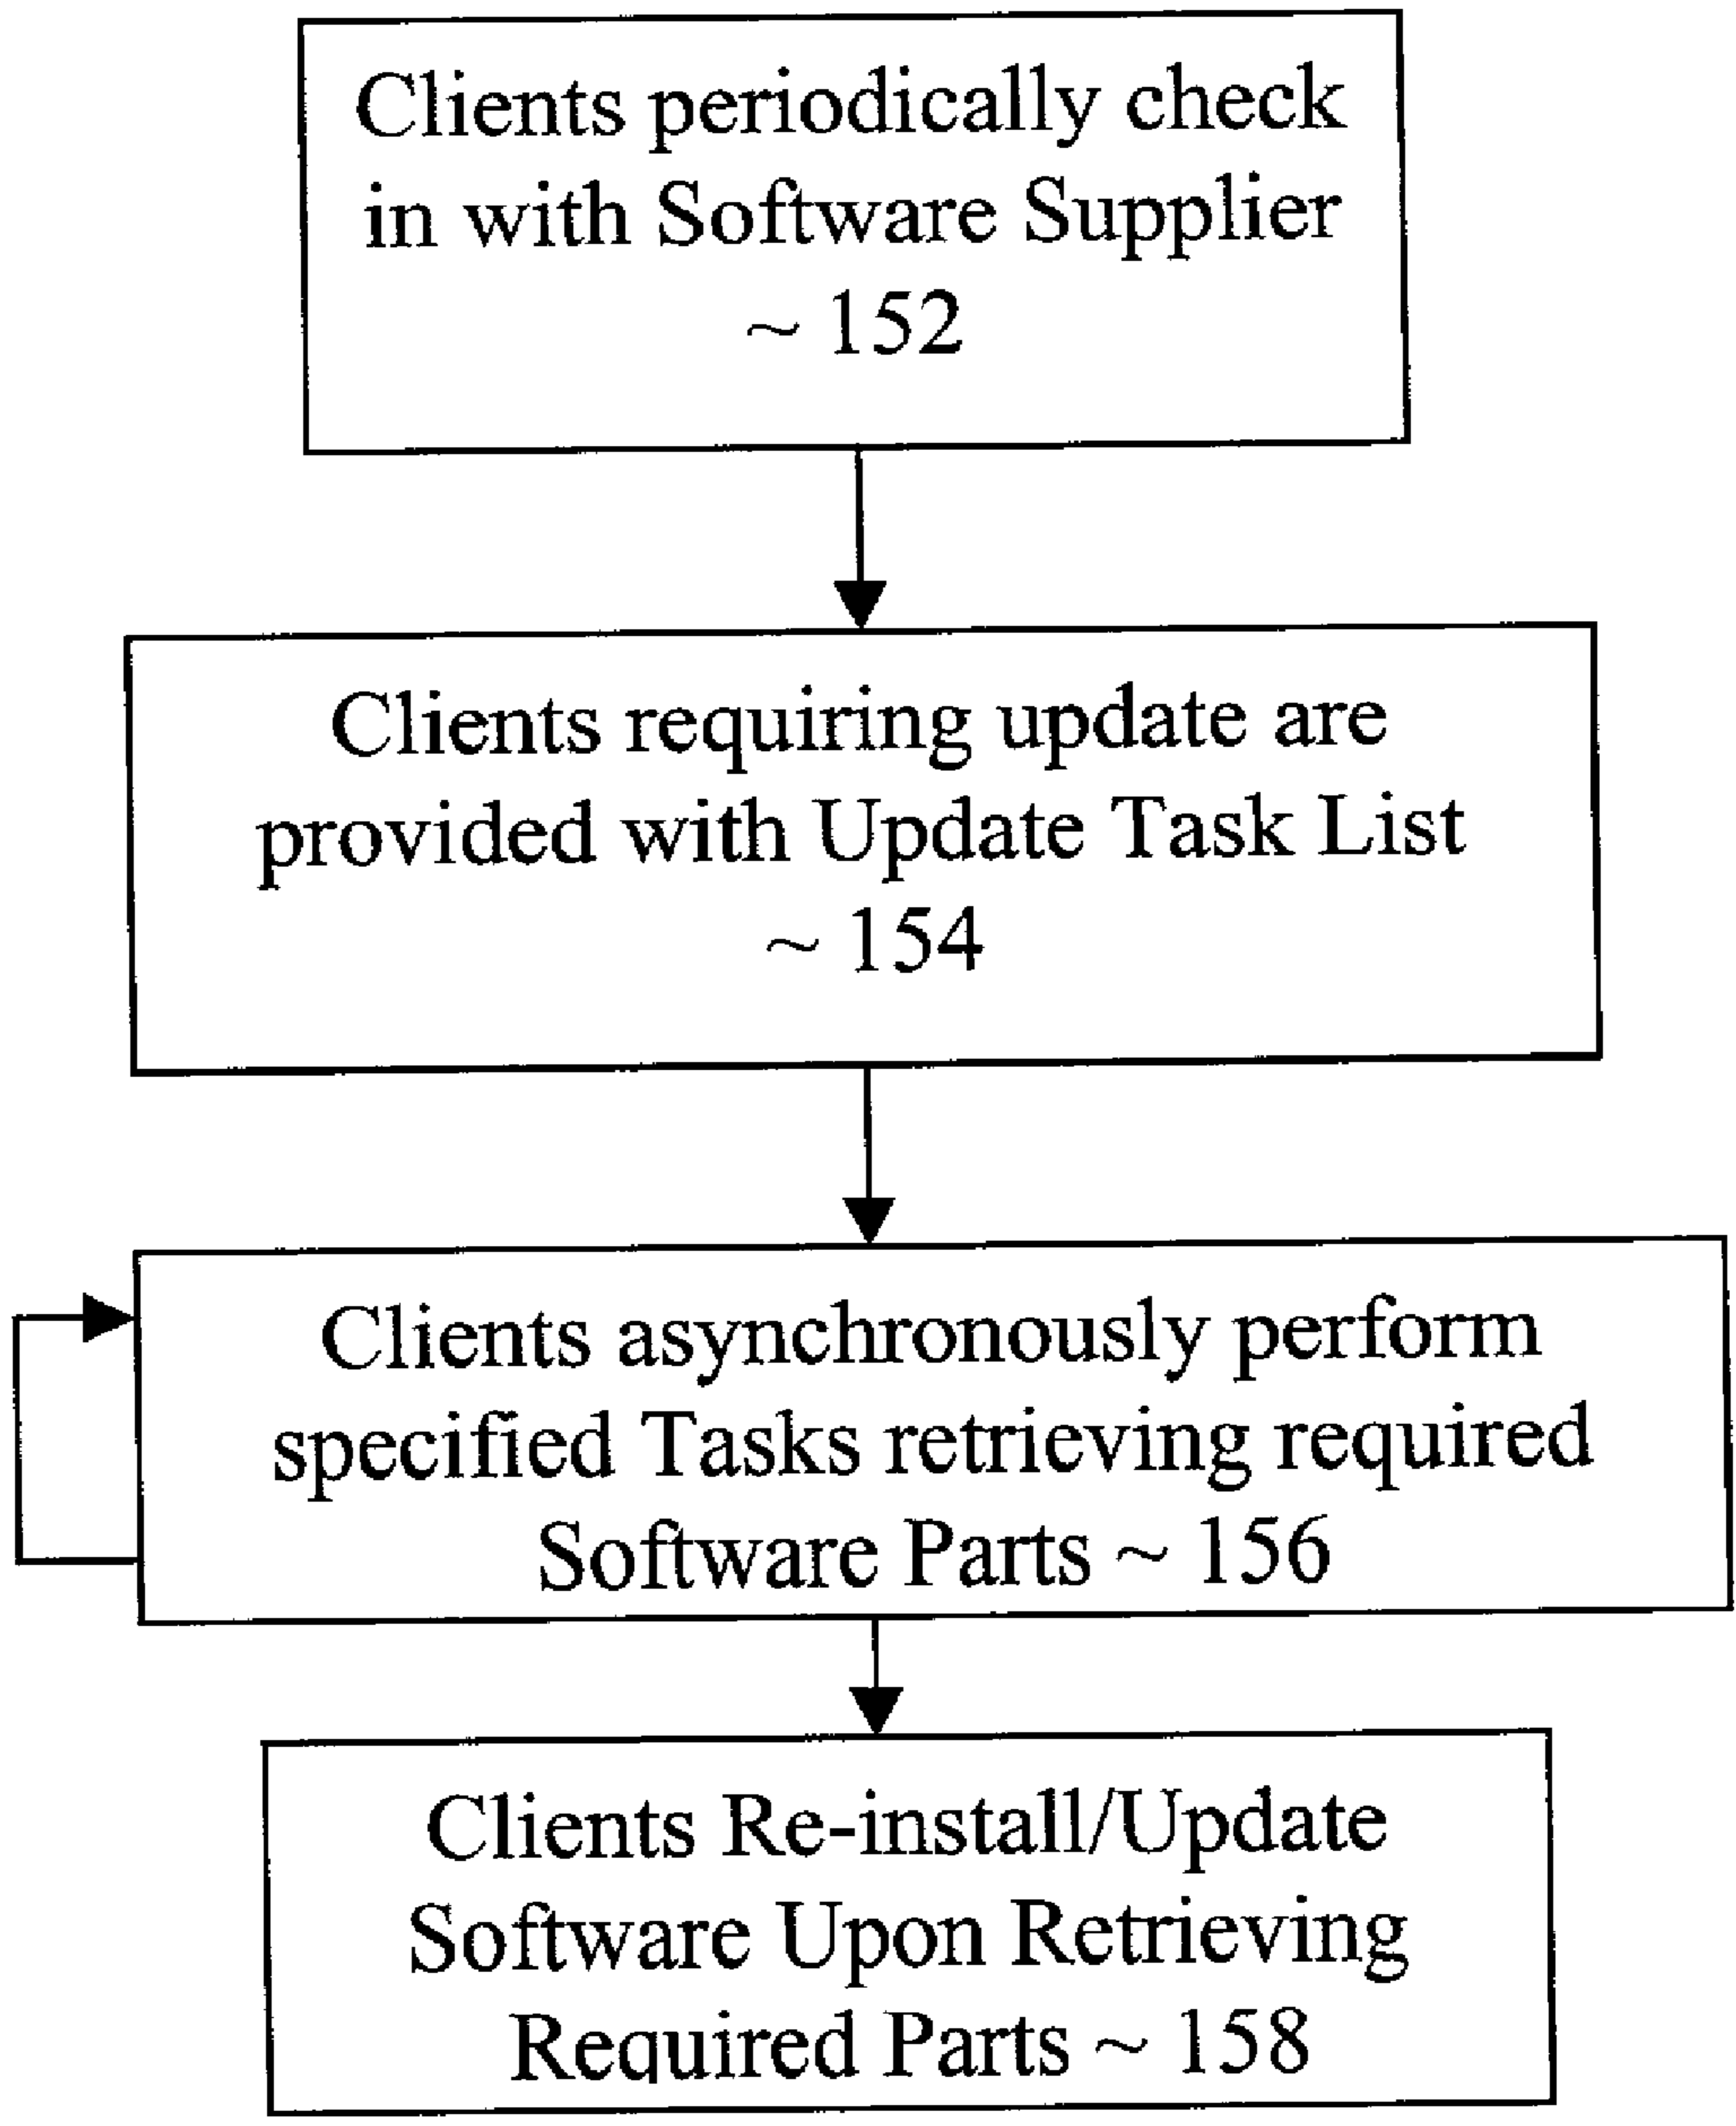 Clients periodically check
in with Software Supplier
~ 152
Clients requiring update are
provided with Update Task List
~ 154
Clients asynchronously perform
specified Tasks retrieving required
Software Parts ~ 156
Clients Re-install/Update
Software Upon Retrieving
Required Parts ~ 158